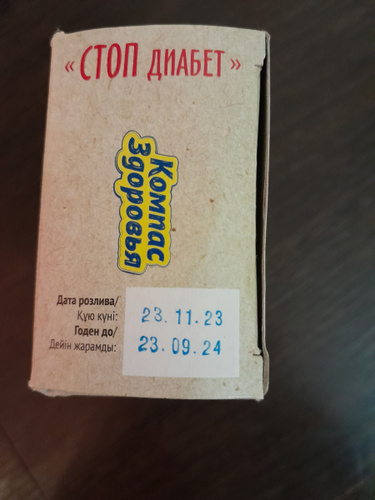 « СТОП ДИАБЕТ »
Компас
Здоровья
Дата розлива/
Құю күні:
23.11.23
Годен до/
Дейін жарамды:
23.09.24